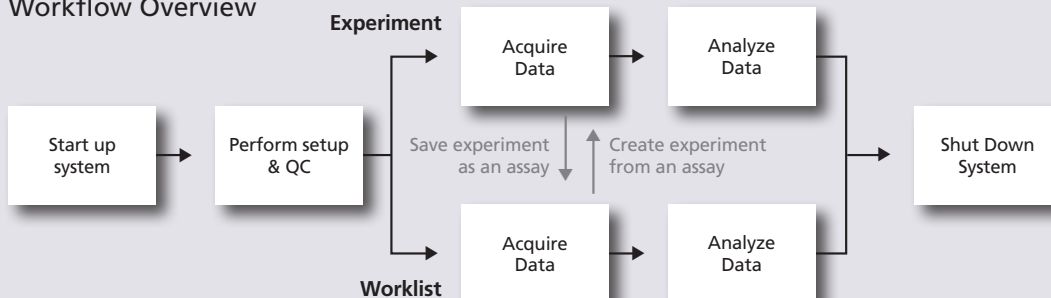 Workflow Overview
Experiment
Acquire
Data
Analyze
Data
Start up
system
Perform setup
& QC
Save experiment
as an assay
Create experiment
from an assay
Shut Down
System
Acquire
Data
Analyze
Data
Worklist